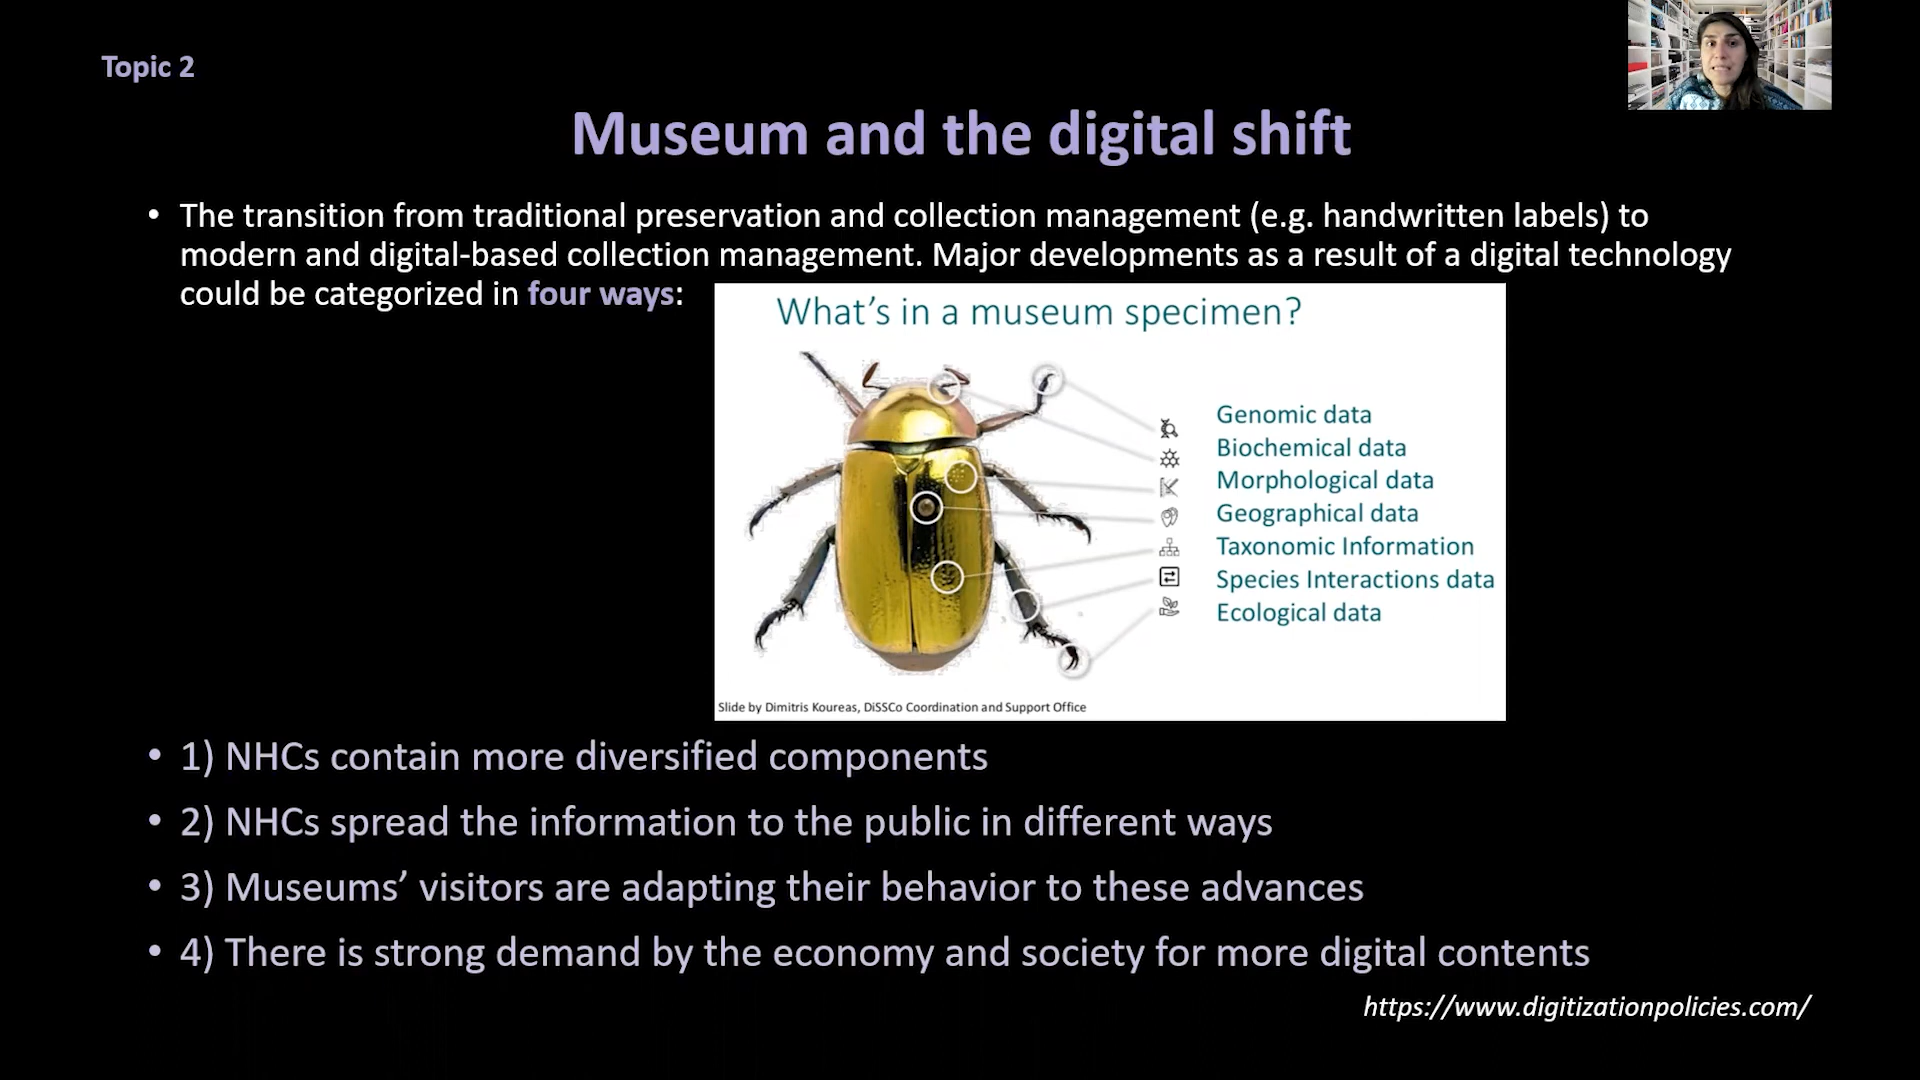 Topic 2
Museum and the digital shift
• The transition from traditional preservation and collection management (e.g. handwritten labels) to
modern and digital-based collection management. Major developments as a result of a digital technology
could be categorized in four ways:
What's in a museum specimen?
Genomic data
Biochemical data
Morphological data
Geographical data
Taxonomic Information
Species Interactions data
Ecological data
Slide by Dimitris Koureas, DiSSCo Coordination and Support Office
• 1) NHCs contain more diversified components
• 2) NHCs spread the information to the public in different ways
• 3) Museums’ visitors are adapting their behavior to these advances
• 4) There is strong demand by the economy and society for more digital contents
https://www.digitizationpolicies.com/